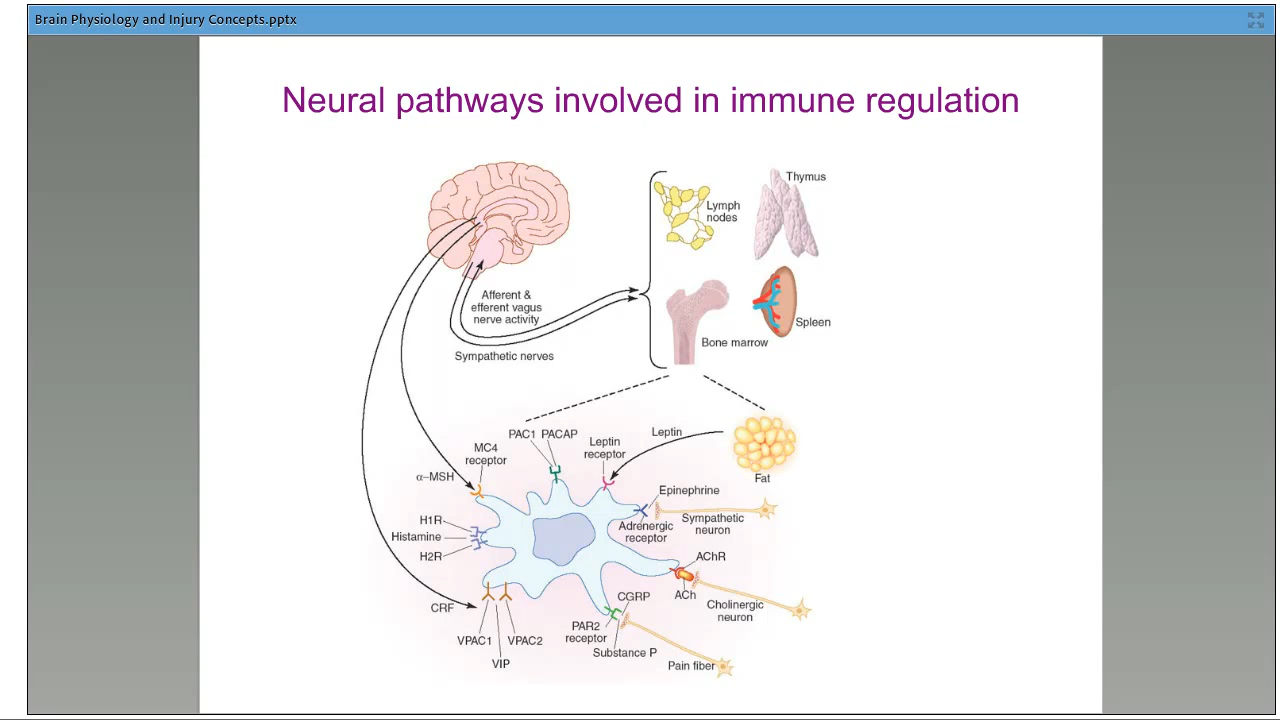 Brain Physiology and Injury Concepts.pptx
Neural pathways involved in immune regulation
Thymus
Lymph
nodes
Afferent &
efferent vagus
nerve activity
Spleen
Bone marrow
Sympathetic nerves
PAC1 PACAP
Leptin
receptor
Leptin
MC4
receptor
α–MSH
Fat
Epinephrine
H1R
Histamine
H2R
Adrenergic
receptor
Sympathetic
neuron
AChR
ACh
Cholinergic
neuron
CRF
CGRP
VPAC1
VPAC2
VIP
PAR2
receptor
Substance P
Pain fiber